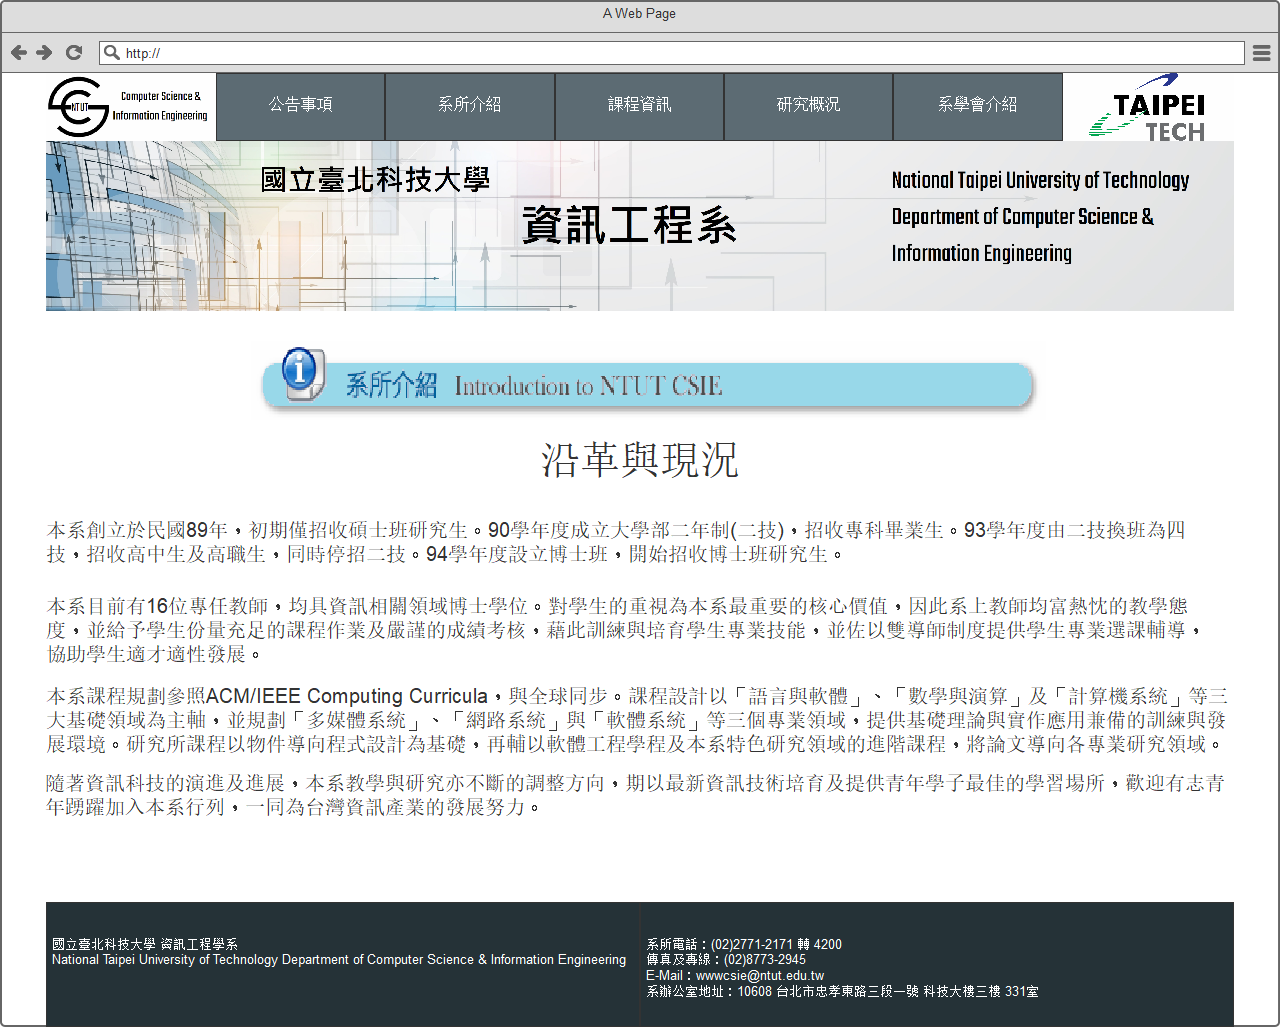 A Web Page
http://
NTUT
Computer Science &
Information Engineering
公告事項
系所介紹
課程資訊
研究概況
系學會介紹
TAIPEI
TECH
國立臺北科技大學
資訊工程系
National Taipei University of Technology
Department of Computer Science &
Information Engineering
系所介紹 Introduction to NTUT CSIE
沿革與現況
本系創立於民國89年，初期僅招收碩士班研究生。90學年度成立大學部二年制(二技)，招收專科畢業生。93學年度由二技換班為四
技，招收高中生及高職生，同時停招二技。94學年度設立博士班，開始招收博士班研究生。
本系目前有16位專任教師，均具資訊相關領域博士學位。對學生的重視為本系最重要的核心價值，因此系上教師均富熱忱的教學態
度，並給予學生份量充足的課程作業及嚴謹的成績考核，藉此訓練與培育學生專業技能，並佐以雙導師制度提供學生專業選課輔導，
協助學生適才適性發展。
本系課程規劃參照ACM/IEEE Computing Curricula，與全球同步。課程設計以「語言與軟體」、「數學與演算」及「計算機系統」等三
大基礎領域為主軸，並規劃「多媒體系統」、「網路系統」與「軟體系統」等三個專業領域，提供基礎理論與實作應用兼備的訓練與發
展環境。研究所課程以物件導向程式設計為基礎，再輔以軟體工程學程及本系特色研究領域的進階課程，將論文導向各專業研究領域。
隨著資訊科技的演進及進展，本系教學與研究亦不斷的調整方向，期以最新資訊技術培育及提供青年學子最佳的學習場所，歡迎有志青
年踴躍加入本系行列，一同為台灣資訊產業的發展努力。
國立臺北科技大學 資訊工程學系
National Taipei University of Technology Department of Computer Science & Information Engineering
系所電話：(02)2771-2171 轉 4200
傳真及專線：(02)8773-2945
E-Mail：wwwcsie@ntut.edu.tw
系辦公室地址：10608 台北市忠孝東路三段一號 科技大樓三樓 331室